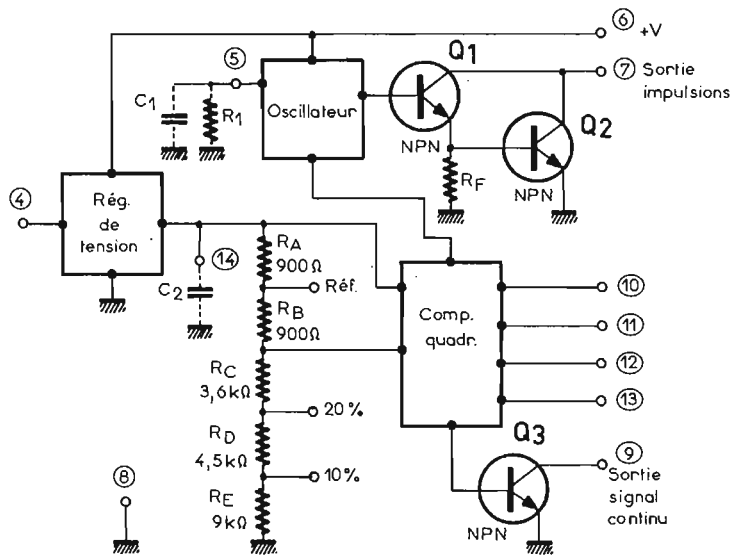 ⑥ +V
⑤
C1
R1
Oscillateur
Q1
NPN
⑦ Sortie
impulsions
Q2
NPN
RF
④
Rég.
de
tension
⑭
C2
RA
900Ω
Réf.
RB
900Ω
RC
3,6kΩ
20%
RD
4,5kΩ
10%
RE
9kΩ
Comp.
quadr.
⑩
⑪
⑫
⑬
Q3
NPN
⑨
Sortie
signal
continu
⑧